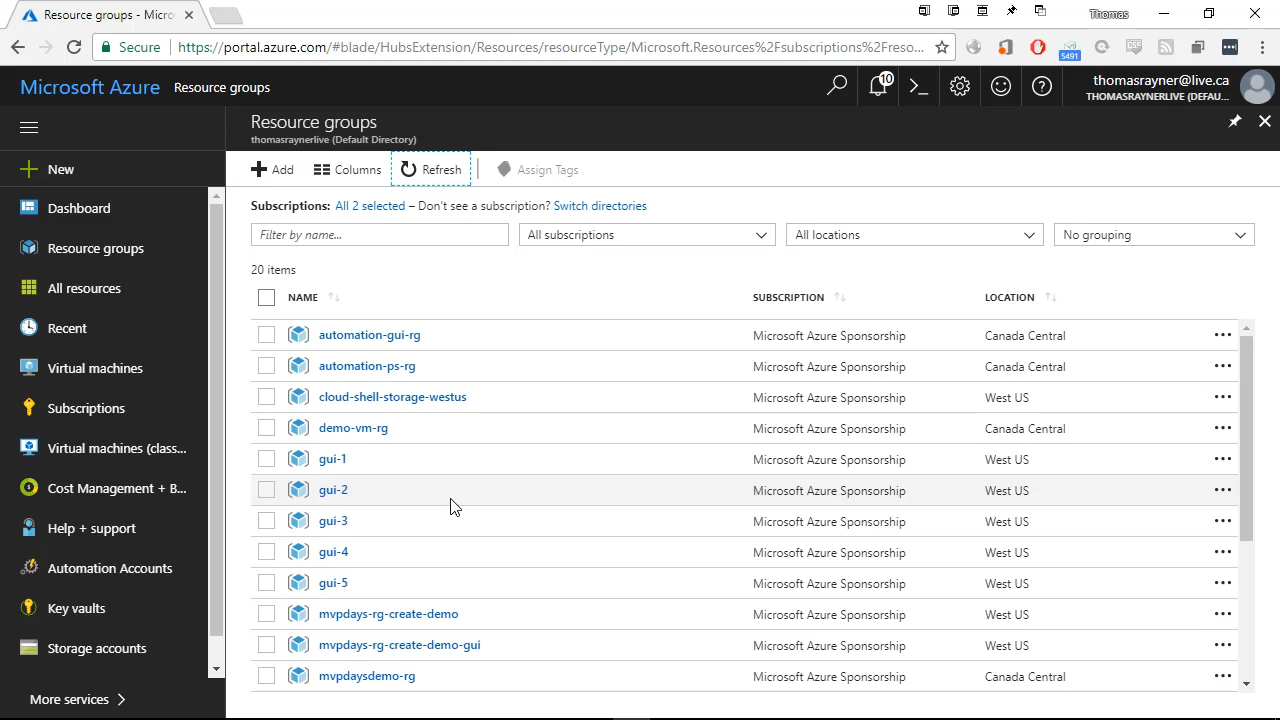 Resource groups - Micro
Thomas
Secure
https://portal.azure.com/#blade/HubsExtension/Resources/resourceType/Microsoft.Resources%2Fsubscriptions%2Freso...
5491
Microsoft Azure Resource groups
10
thomasrayner@live.ca
THOMASRAYNERLIVE (DEFAU...
Resource groups
thomasraynerlive (Default Directory)
New
Dashboard
Resource groups
All resources
Recent
Virtual machines
Subscriptions
Virtual machines (class...
Cost Management + B...
Help + support
Automation Accounts
Key vaults
Storage accounts
More services
Add Columns Refresh Assign Tags
Subscriptions: All 2 selected – Don't see a subscription? Switch directories
Filter by name... All subscriptions All locations No grouping
20 items
NAME SUBSCRIPTION LOCATION
automation-gui-rg Microsoft Azure Sponsorship Canada Central
automation-ps-rg Microsoft Azure Sponsorship Canada Central
cloud-shell-storage-westus Microsoft Azure Sponsorship West US
demo-vm-rg Microsoft Azure Sponsorship Canada Central
gui-1 Microsoft Azure Sponsorship West US
gui-2 Microsoft Azure Sponsorship West US
gui-3 Microsoft Azure Sponsorship West US
gui-4 Microsoft Azure Sponsorship West US
gui-5 Microsoft Azure Sponsorship West US
mvpdays-rg-create-demo Microsoft Azure Sponsorship West US
mvpdays-rg-create-demo-gui Microsoft Azure Sponsorship West US
mvpdaysdemo-rg Microsoft Azure Sponsorship Canada Central